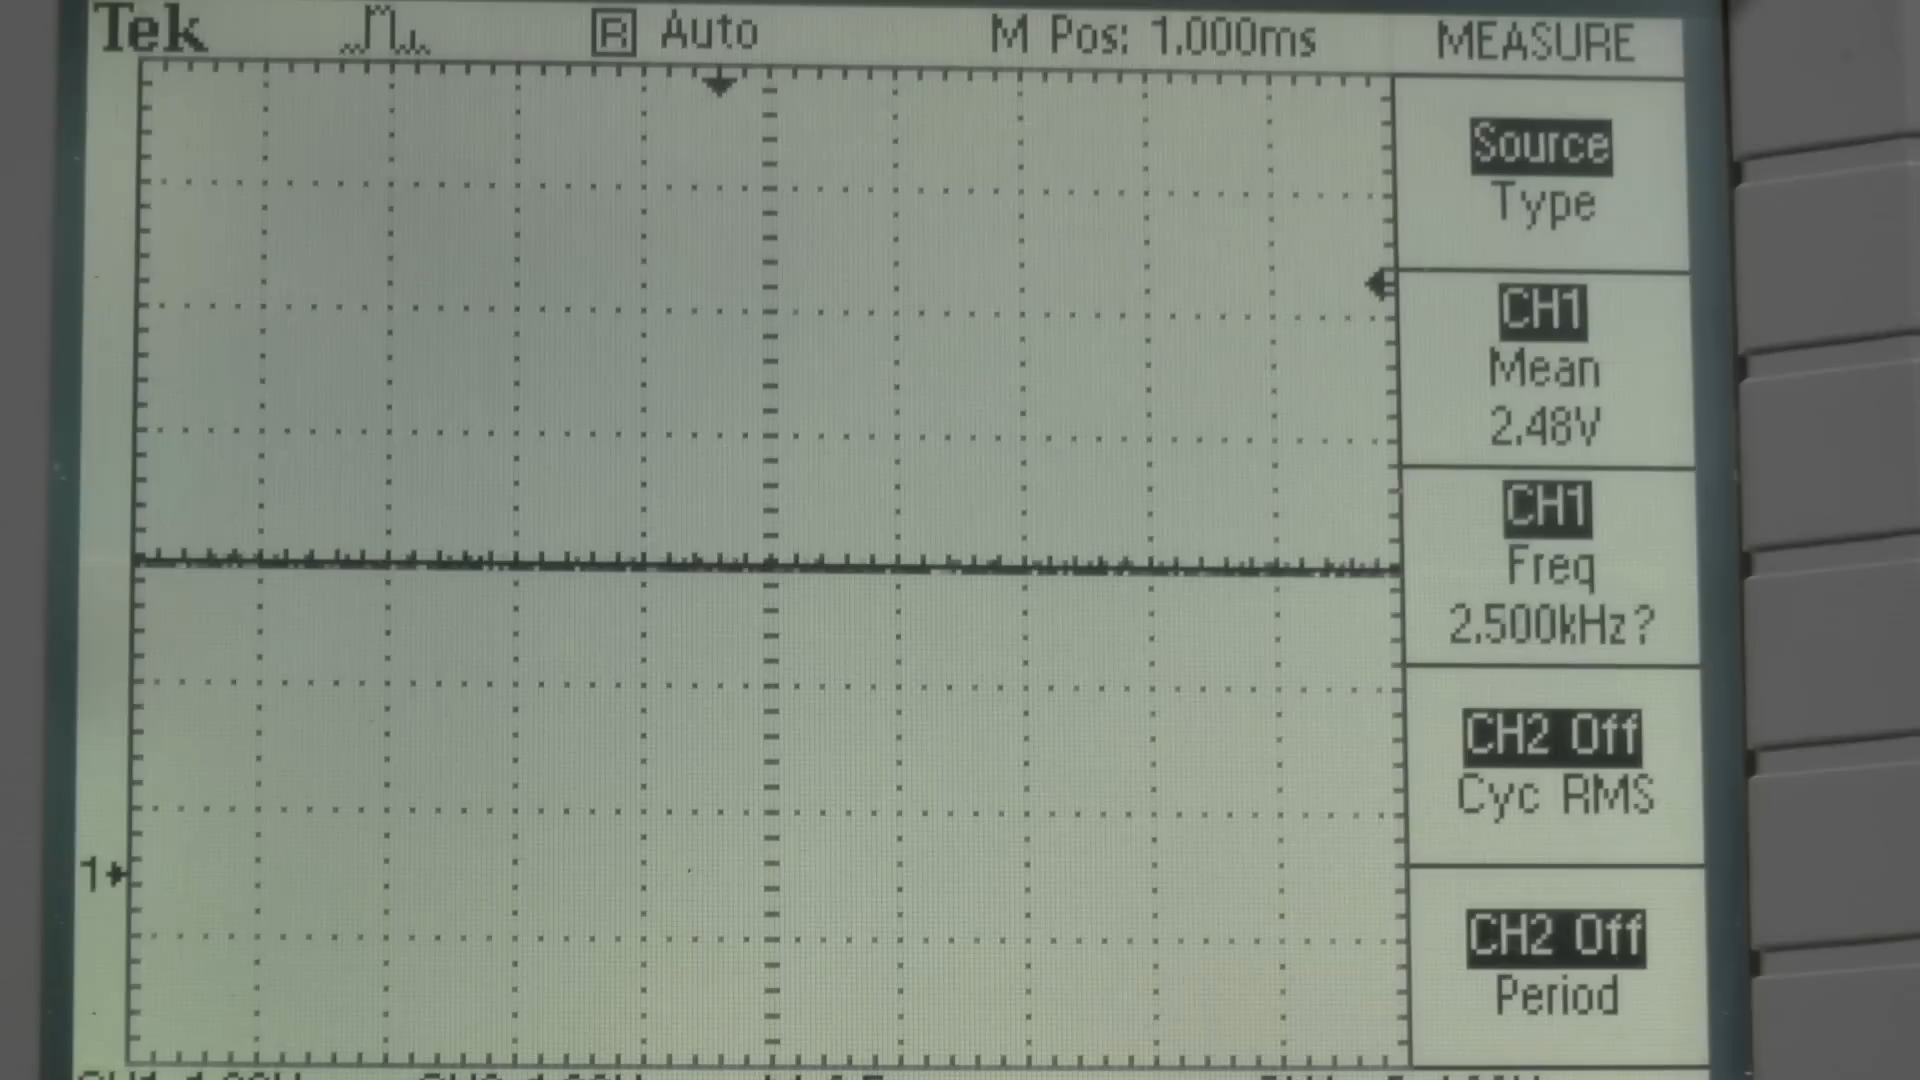 Tek R Auto M Pos: 1.000ms MEASURE
Source
Type
CH1
Mean
2.48V
CH1
Freq
2.500kHz?
CH2 Off
Cyc RMS
1
CH2 Off
Period